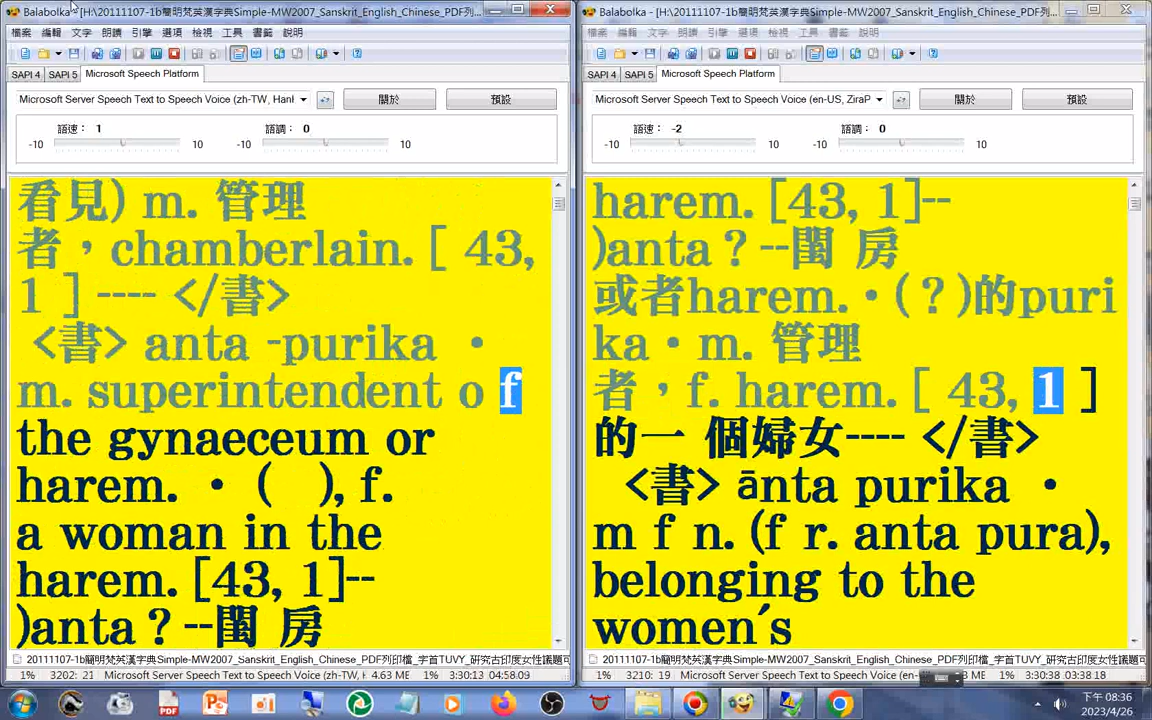 Balabolka - [H:\20111107-1b簡明梵英漢字典Simple-MW2007_Sanskrit_English_Chinese_PDF列...
檔案 編輯 文字 朗讀 引擎 選項 檢視 工具 書籤 說明
SAPI 4 SAPI 5 Microsoft Speech Platform
Microsoft Server Speech Text to Speech Voice (zh-TW, Hanl
關於
預設
語速： 1
語調： 0
-10 10 -10 10
看見) m. 管理
者，chamberlain. [ 43,
1 ] ---- </書>
<書> anta -purika •
m. superintendent o f
the gynaeceum or
harem. • ( ), f.
a woman in the
harem. [43, 1]--
)anta？--閨 房
20111107-1b簡明梵英漢字典Simple-MW2007_Sanskrit_English_Chinese_PDF列印檔_字首TUVY_研究古印度女性議題可
1% 3202: 21 Microsoft Server Speech Text to Speech Voice (zh-TW, H 4.63 ME 1% 3:30:13 04:58:09
Balabolka - [H:\20111107-1b簡明梵英漢字典Simple-MW2007_Sanskrit_English_Chinese_PDF列印...
檔案 編輯 文字 朗讀 引擎 選項 檢視 工具 書籤 說明
SAPI 4 SAPI 5 Microsoft Speech Platform
Microsoft Server Speech Text to Speech Voice (en-US, ZiraP
關於
預設
語速： -2
語調： 0
-10 10 -10 10
harem. [43, 1]--
)anta？--閨 房
或者harem. •(？)的puri
ka• m. 管理
者，f. harem. [ 43, 1 ]
的一 個婦女---- </書>
<書> ānta purika •
m f n. (f r. anta pura),
belonging to the
women´s
20111107-1b簡明梵英漢字典Simple-MW2007_Sanskrit_English_Chinese_PDF列印檔_字首TUVY_研究古印度女性議題可
1% 3210: 19 Microsoft Server Speech Text to Speech Voice (en-U ME 1% 3:30:38 03:38:18
下午 08:36
2023/4/26